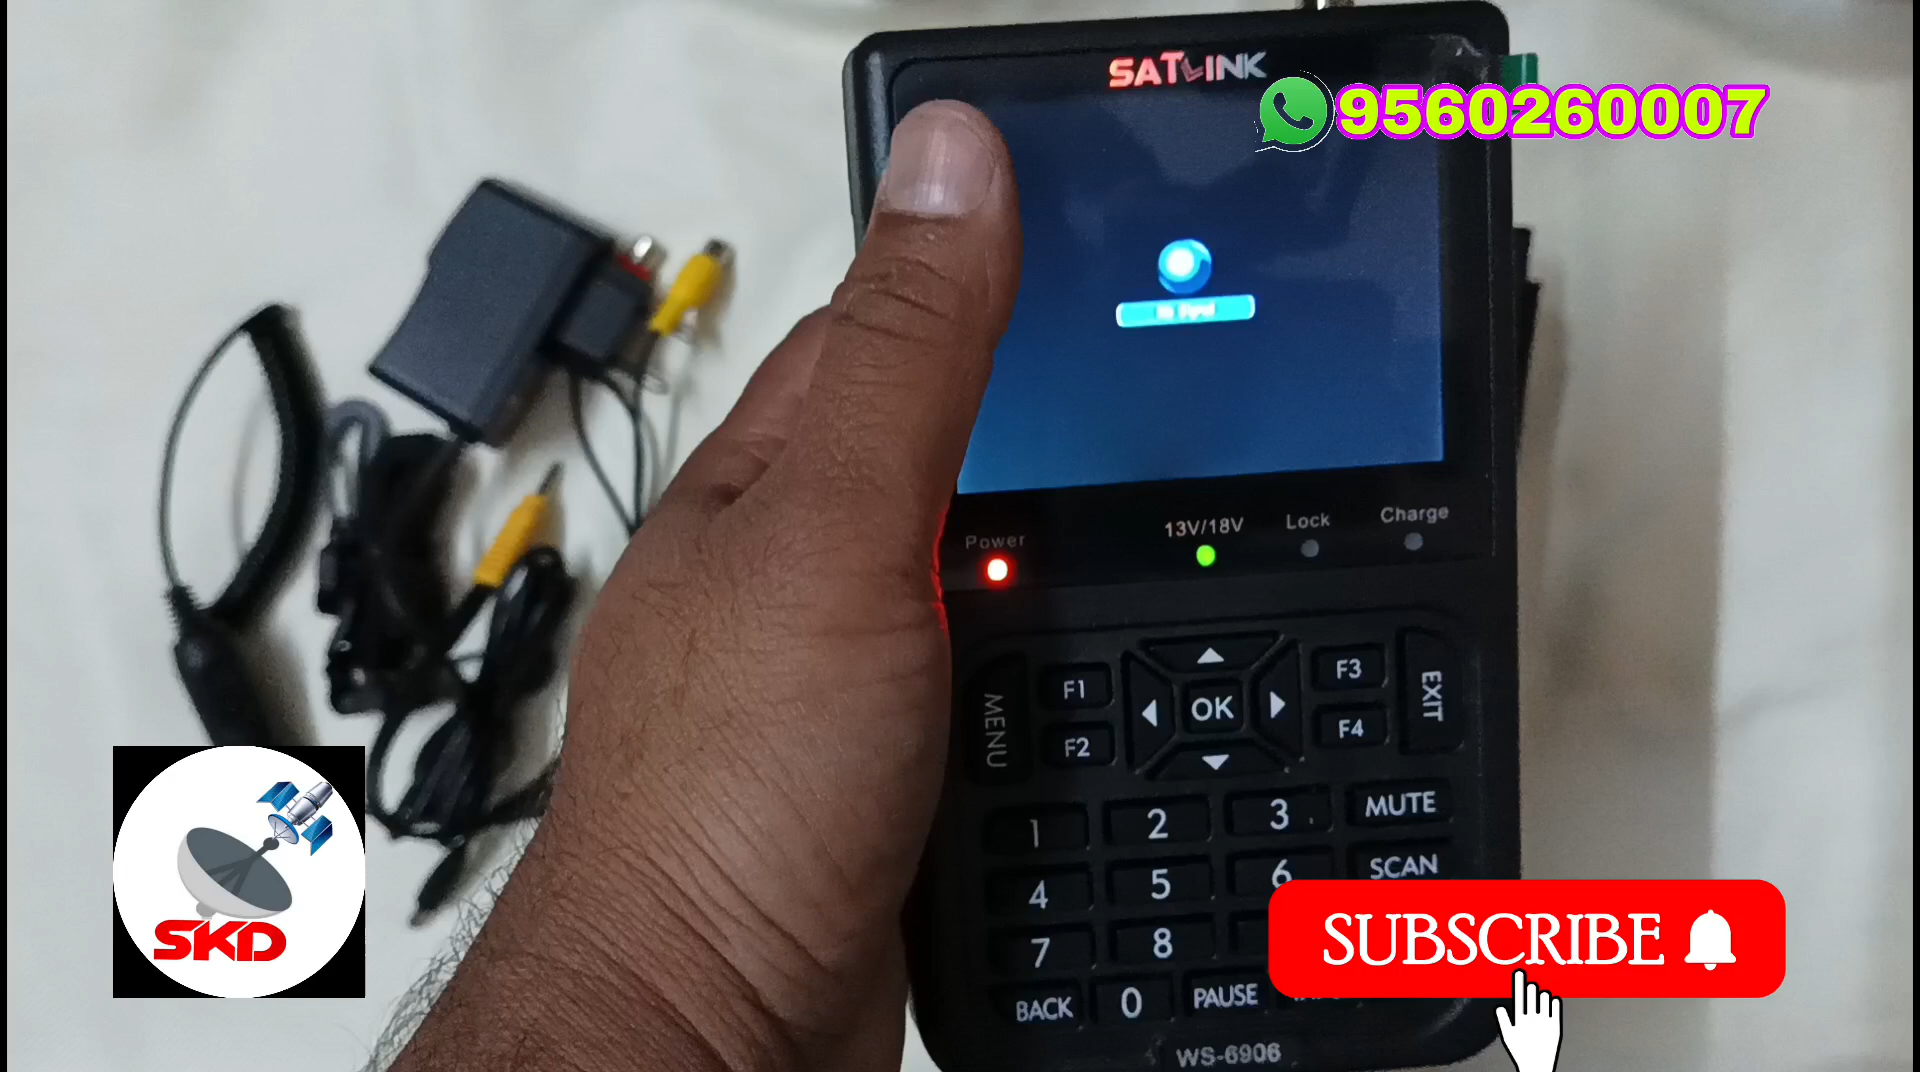 SATLINK
9560260007
Power
13V/18V
Lock
Charge
MENU
F1
F2
OK
F3
F4
EXIT
1
2
3
MUTE
4
5
6
SCAN
7
8
SUBSCRIBE
BACK
0
PAUSE
WS-6906
SKD